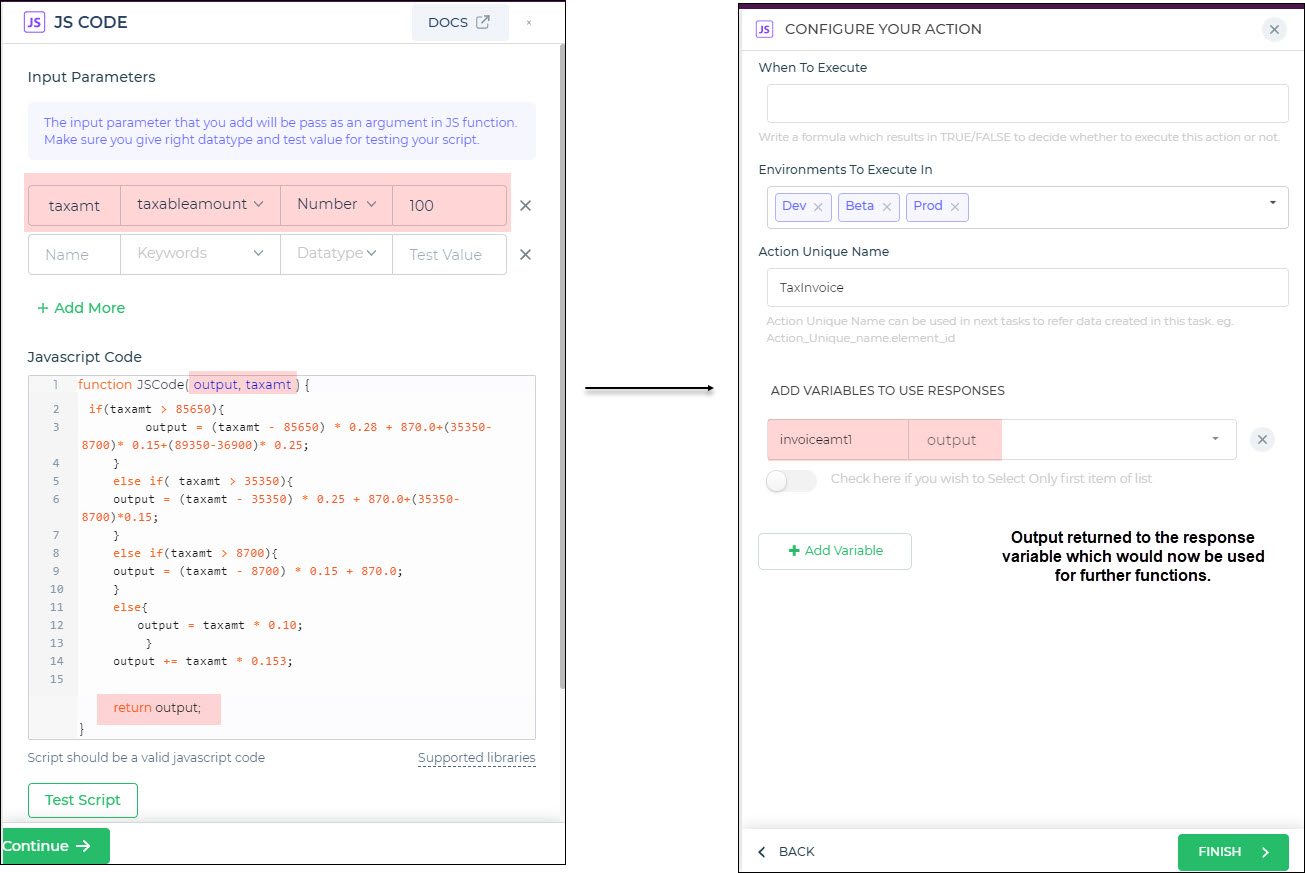 JS JS CODE DOCS ×
Input Parameters
The input parameter that you add will be pass as an argument in JS function.
Make sure you give right datatype and test value for testing your script.
taxamt taxableamount Number 100 ×
Name Keywords Datatype Test Value ×
+ Add More
Javascript Code
1 function JSCode( output, taxamt ) {
2 if(taxamt > 85650){
3 output = (taxamt - 85650) * 0.28 + 870.0+(35350-
8700)* 0.15+(89350-36900)* 0.25;
4 }
5 else if( taxamt > 35350){
6 output = (taxamt - 35350) * 0.25 + 870.0+(35350-
8700)*0.15;
7 }
8 else if(taxamt > 8700){
9 output = (taxamt - 8700) * 0.15 + 870.0;
10 }
11 else{
12 output = taxamt * 0.10;
13 }
14 output += taxamt * 0.153;
15
return output;
}
Script should be a valid javascript code Supported libraries
Test Script
Continue →
JS CONFIGURE YOUR ACTION ×
When To Execute
Write a formula which results in TRUE/FALSE to decide whether to execute this action or not.
Environments To Execute In
Dev × Beta × Prod ×
Action Unique Name
TaxInvoice
Action Unique Name can be used in next tasks to refer data created in this task. eg.
Action_Unique_name.element_id
ADD VARIABLES TO USE RESPONSES
invoiceamt1 output ×
Check here if you wish to Select Only first item of list
+ Add Variable
Output returned to the response
variable which would now be used
for further functions.
< BACK FINISH >